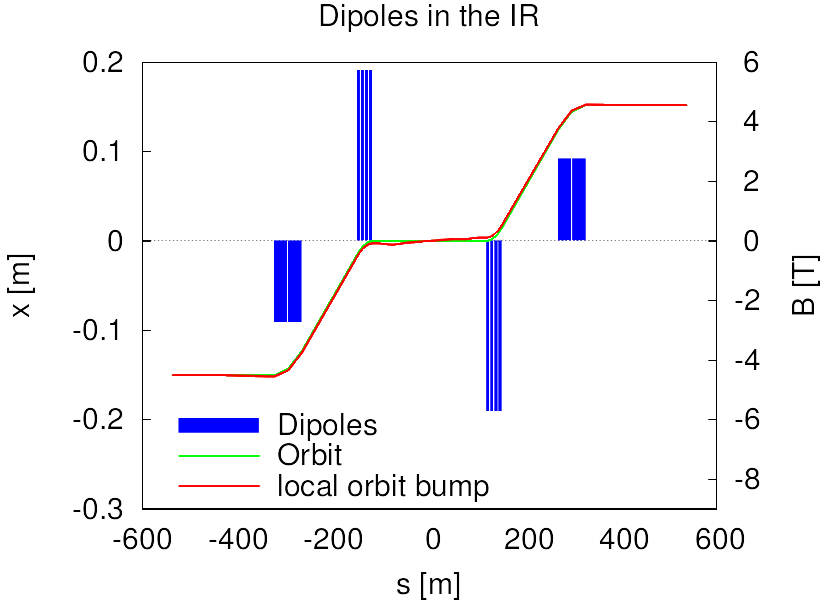 Dipoles in the IR
0.2
0.1
0
-0.1
-0.2
-0.3
x [m]
6
4
2
0
-2
-4
-6
-8
B [T]
Dipoles
Orbit
local orbit bump
-600 -400 -200 0 200 400 600
s [m]